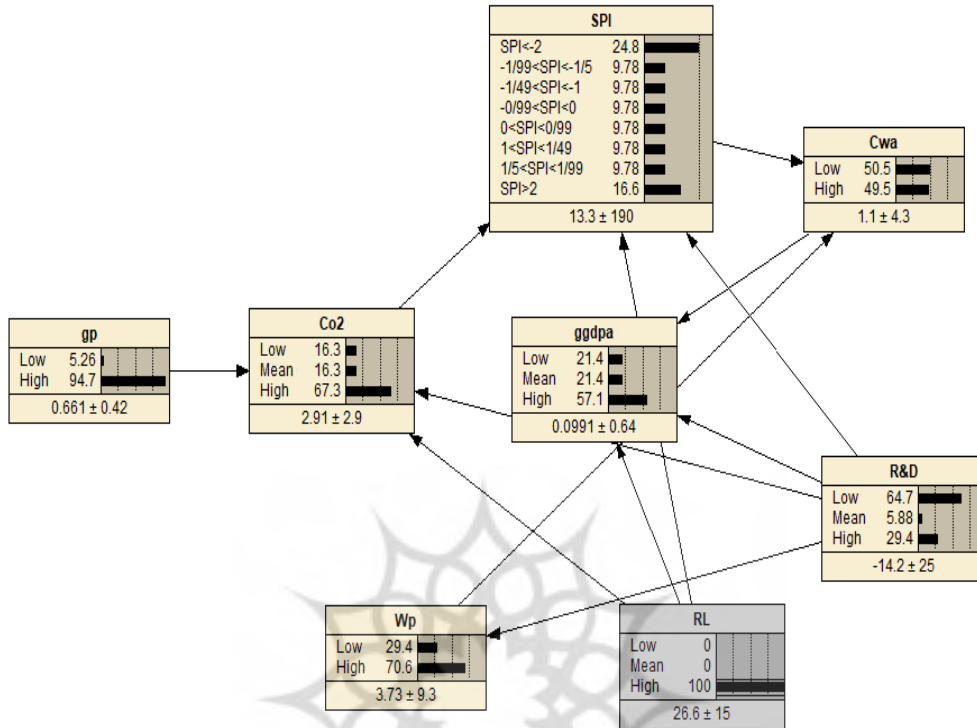 SPI
SPI<-2 24.8
-1/99<SPI<-1/5 9.78
-1/49<SPI<-1 9.78
-0/99<SPI<0 9.78
0<SPI<0/99 9.78
1<SPI<1/49 9.78
1/5<SPI<1/99 9.78
SPI>2 16.6
13.3 ± 190
Cwa
Low 50.5
High 49.5
1.1 ± 4.3
gp
Low 5.26
High 94.7
0.661 ± 0.42
Co2
Low 16.3
Mean 16.3
High 67.3
2.91 ± 2.9
ggdpa
Low 21.4
Mean 21.4
High 57.1
0.0991 ± 0.64
R&D
Low 64.7
Mean 5.88
High 29.4
-14.2 ± 25
Wp
Low 29.4
High 70.6
3.73 ± 9.3
RL
Low 0
Mean 0
High 100
26.6 ± 15